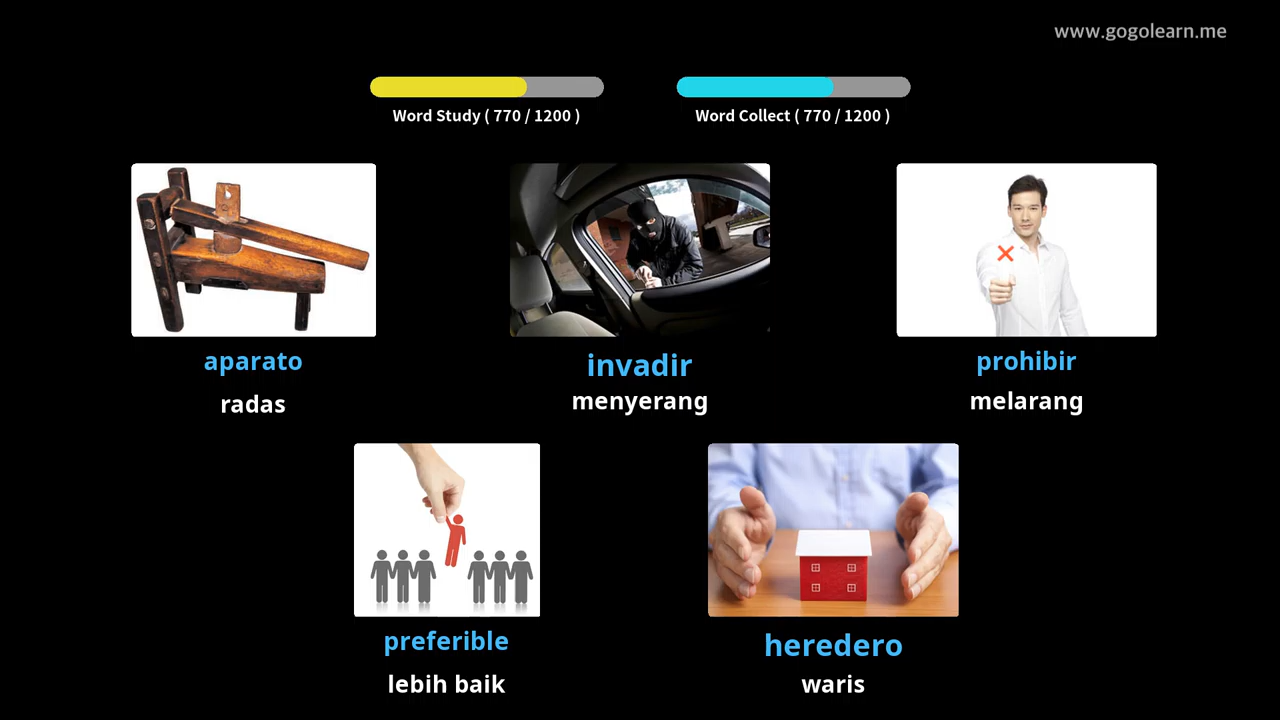 www.gogolearn.me
Word Study ( 770 / 1200 )
Word Collect ( 770 / 1200 )
aparato
radas
invadir
menyerang
prohibir
melarang
preferible
lebih baik
heredero
waris